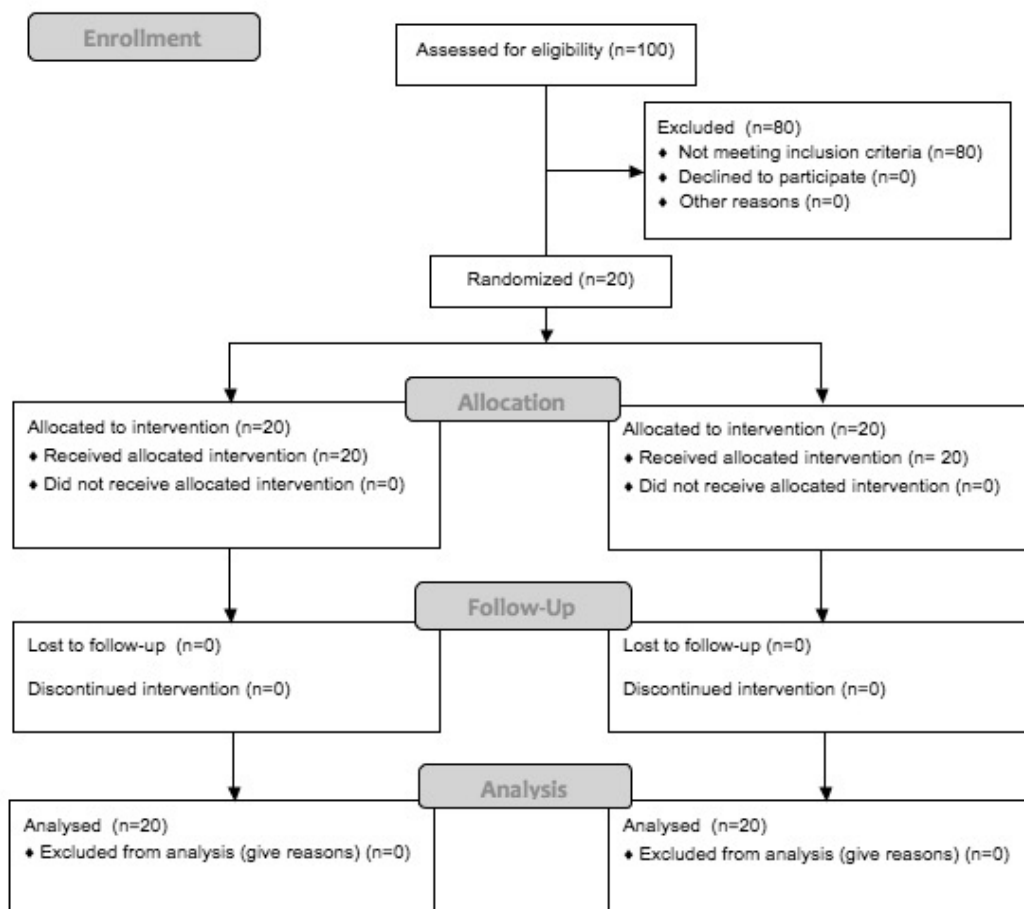 Enrollment
Assessed for eligibility (n=100)
Excluded (n=80)
♦ Not meeting inclusion criteria (n=80)
♦ Declined to participate (n=0)
♦ Other reasons (n=0)
Randomized (n=20)
Allocation
Allocated to intervention (n=20)
♦ Received allocated intervention (n=20)
♦ Did not receive allocated intervention (n=0)
Allocated to intervention (n=20)
♦ Received allocated intervention (n= 20)
♦ Did not receive allocated intervention (n=0)
Follow-Up
Lost to follow-up (n=0)
Discontinued intervention (n=0)
Lost to follow-up (n=0)
Discontinued intervention (n=0)
Analysis
Analysed (n=20)
♦ Excluded from analysis (give reasons) (n=0)
Analysed (n=20)
♦ Excluded from analysis (give reasons) (n=0)